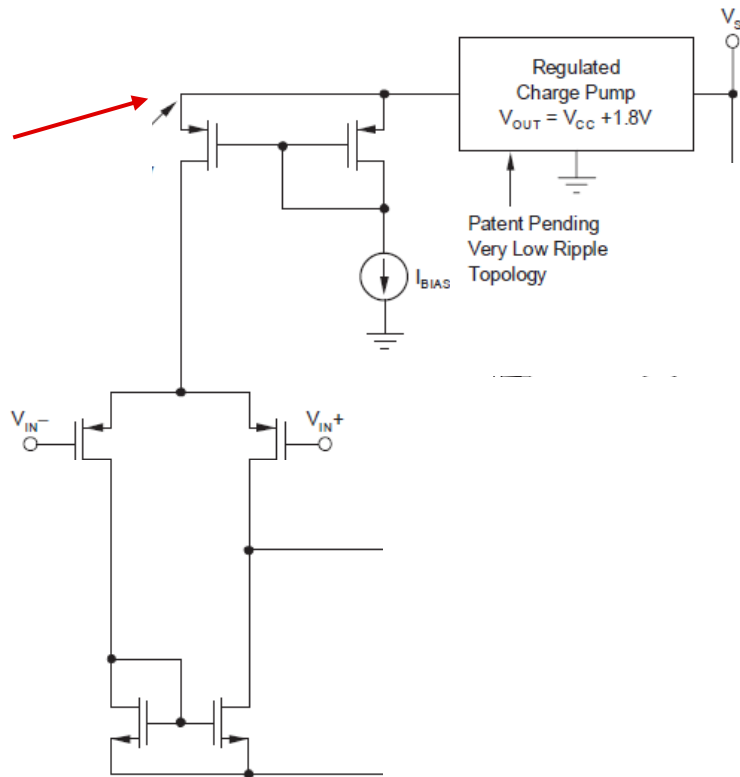 V_S
Regulated
Charge Pump
V_OUT = V_CC +1.8V
Patent Pending
Very Low Ripple
Topology
I_BIAS
V_IN–
V_IN+